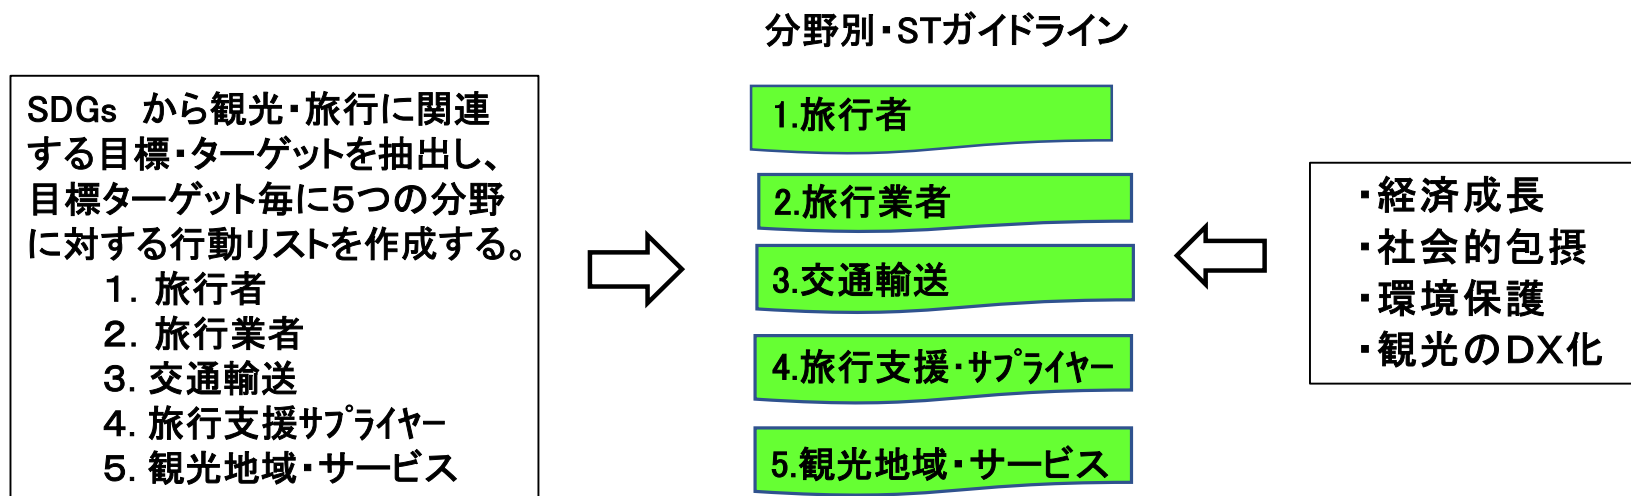 分野別・STガイドライン
SDGs から観光・旅行に関連
する目標・ターゲットを抽出し、
目標ターゲット毎に５つの分野
に対する行動リストを作成する。
１．旅行者
２．旅行業者
３．交通輸送
４．旅行支援ｻﾌﾟﾗｲﾔｰ
５．観光地域・サービス
1.旅行者
2.旅行業者
3.交通輸送
4.旅行支援・ｻﾌﾟﾗｲﾔｰ
5.観光地域・サービス
・経済成長
・社会的包摂
・環境保護
・観光のＤＸ化